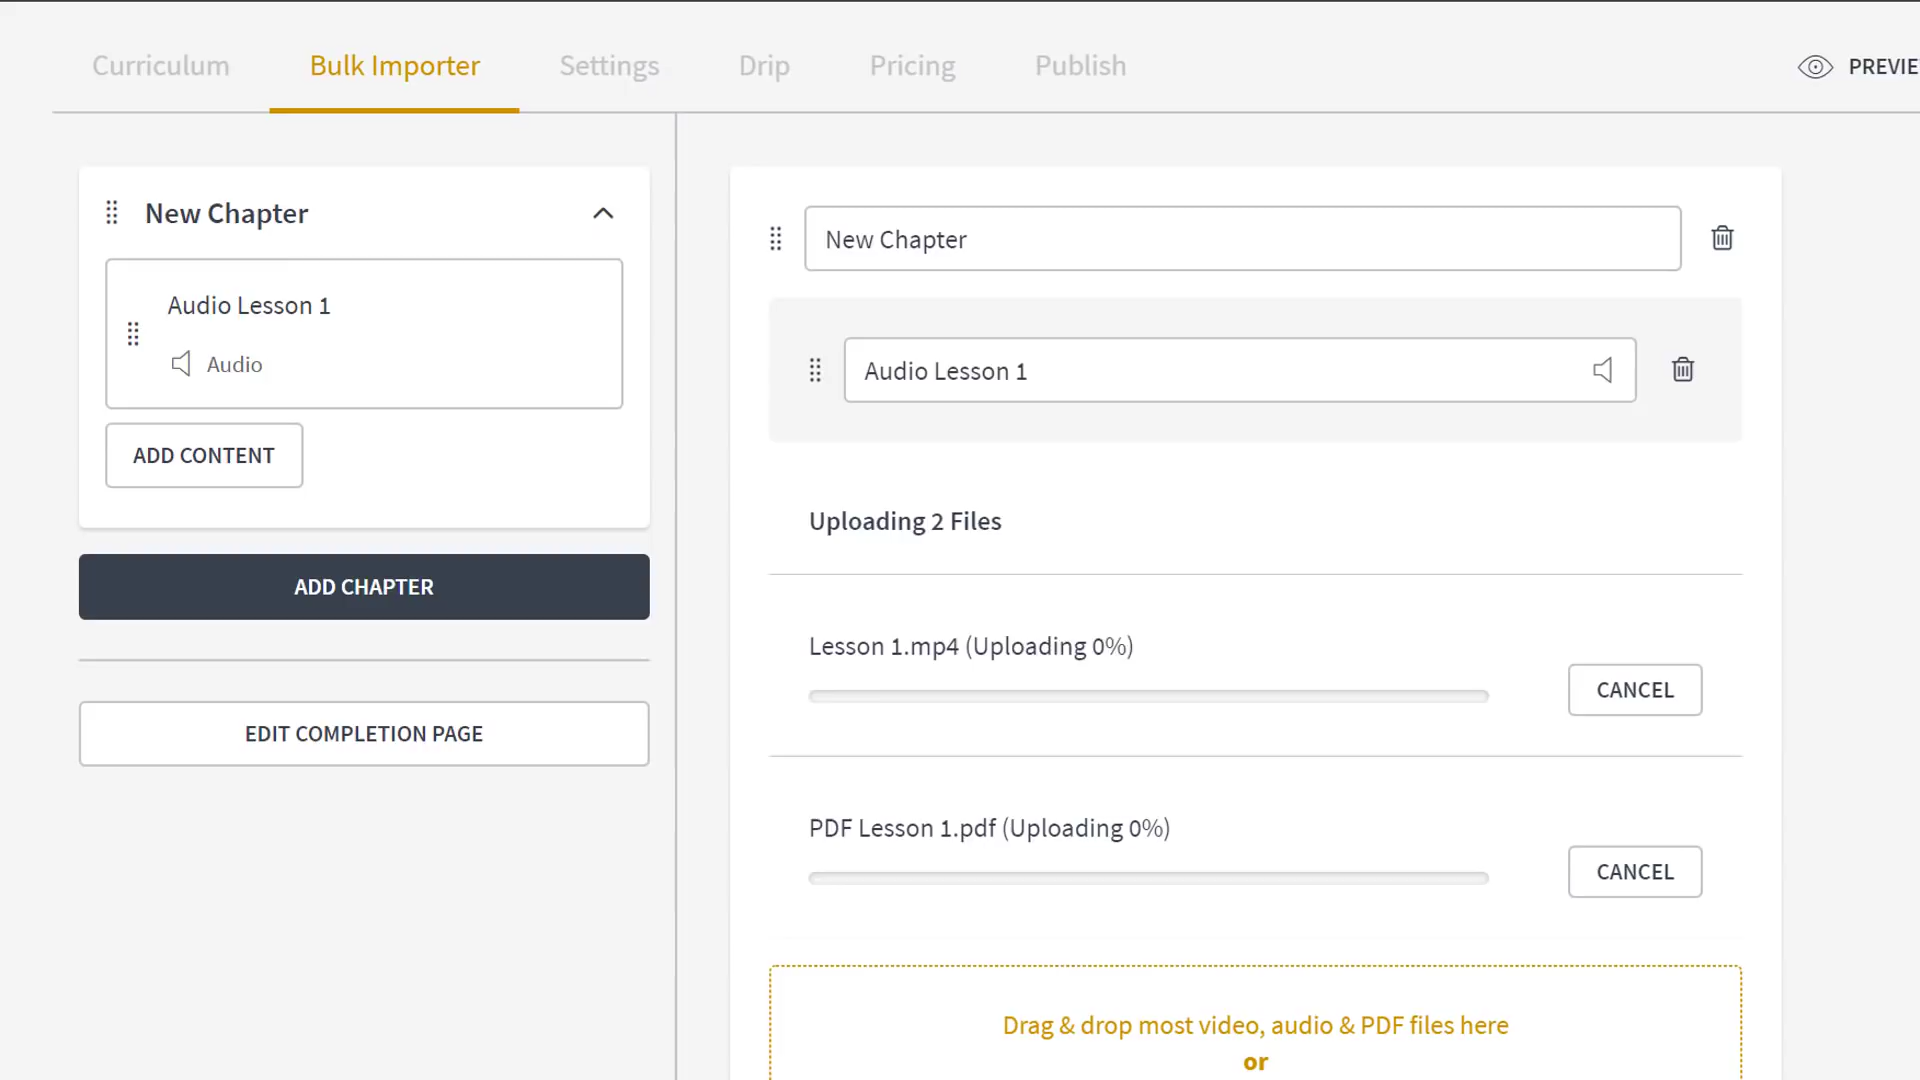 Curriculum
Bulk Importer
Settings
Drip
Pricing
Publish
PREVIE
New Chapter
Audio Lesson 1
Audio
ADD CONTENT
ADD CHAPTER
EDIT COMPLETION PAGE
New Chapter
Audio Lesson 1
Uploading 2 Files
Lesson 1.mp4 (Uploading 0%)
CANCEL
PDF Lesson 1.pdf (Uploading 0%)
CANCEL
Drag & drop most video, audio & PDF files here
or